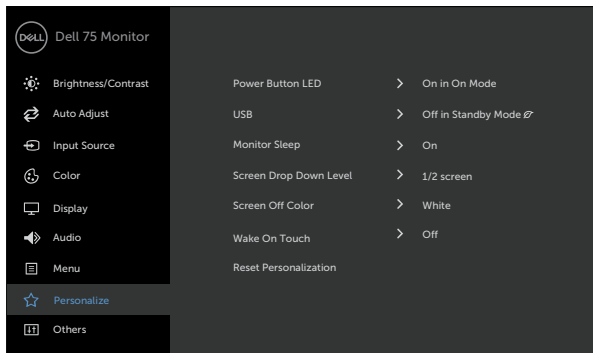 DELL Dell 75 Monitor
Brightness/Contrast Power Button LED > On in On Mode
Auto Adjust USB > Off in Standby Mode
Input Source Monitor Sleep > On
Color Screen Drop Down Level > 1/2 screen
Display Screen Off Color > White
Audio Wake On Touch > Off
Menu Reset Personalization
Personalize
Others